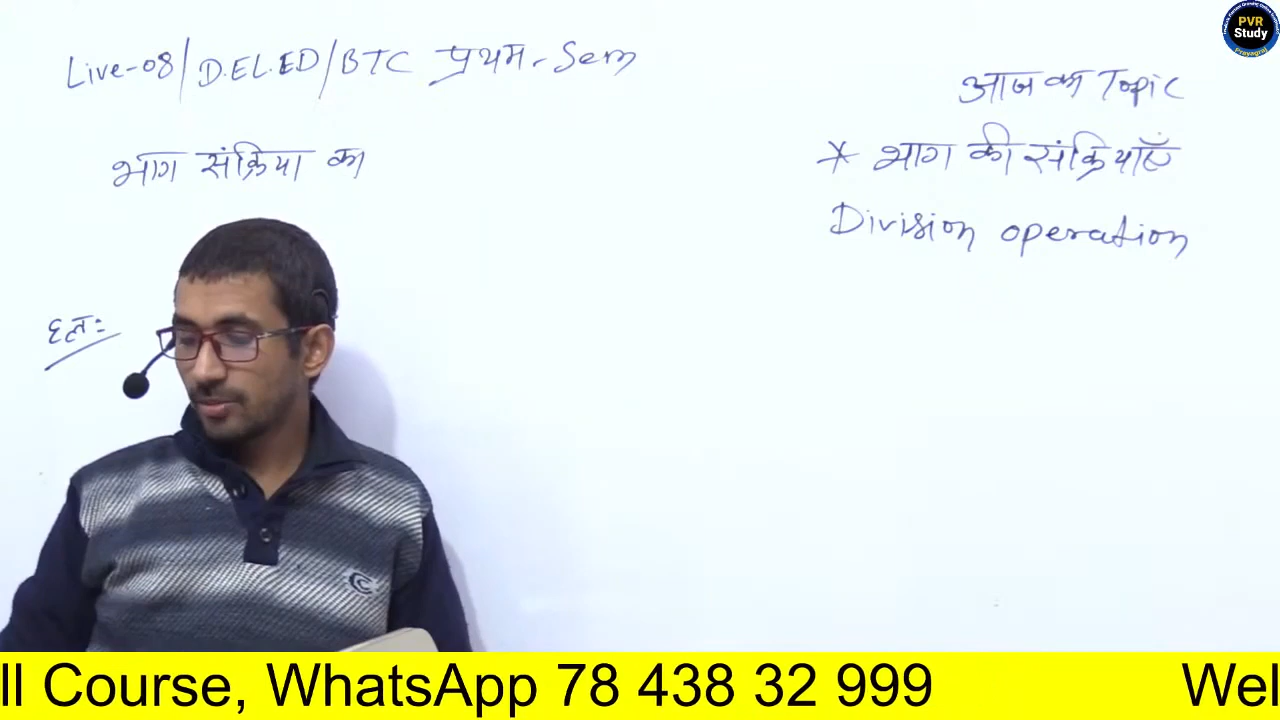 Live-08/D.EL.ED/BTC प्रथम - Sem
भाग संक्रिया का
हल:
आज का Topic
* भाग की संक्रियाएँ
Division operation
PVR
Study
Prayagraj
ll Course, WhatsApp 78 438 32 999 Wel